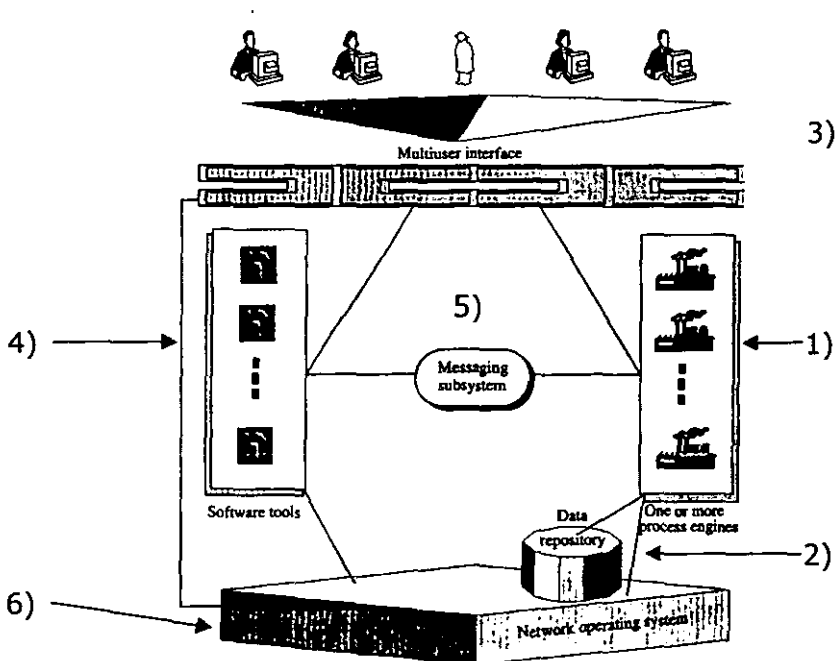 3)
Multiuser interface
4)
5)
1)
Messaging
subsystem
Software tools
Data
repository
One or more
process engines
2)
6)
Network operating system